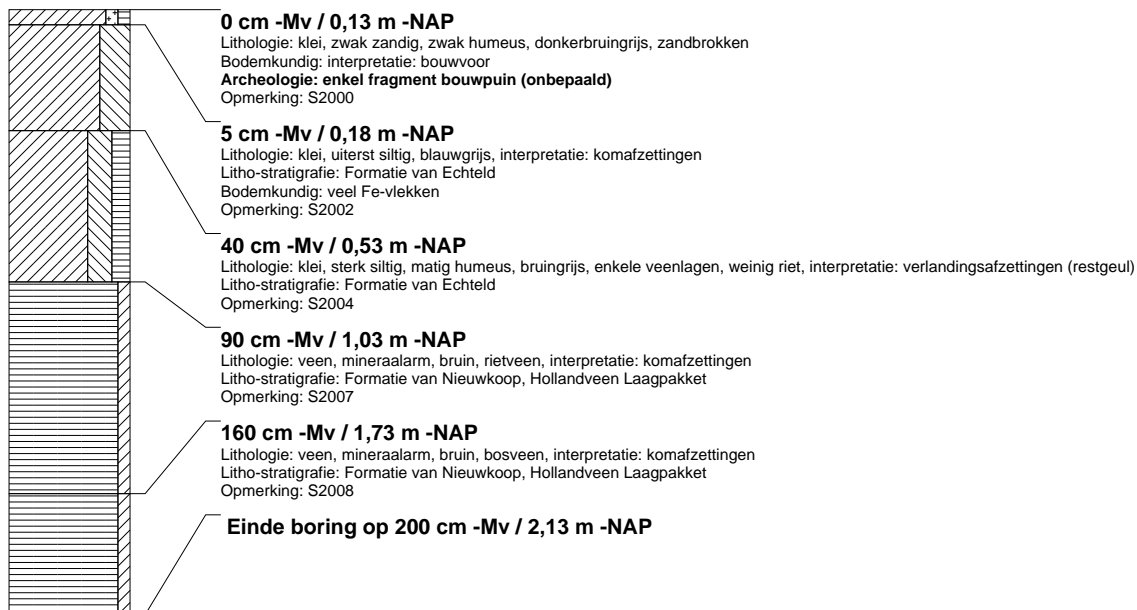 0 cm -Mv / 0,13 m -NAP
Lithologie: klei, zwak zandig, zwak humeus, donkerbruingrijs, zandbrokken
Bodemkundig: interpretatie: bouwvoor
Archeologie: enkel fragment bouwpuin (onbepaald)
Opmerking: S2000
5 cm -Mv / 0,18 m -NAP
Lithologie: klei, uiterst siltig, blauwgrijs, interpretatie: komafzettingen
Litho-stratigrafie: Formatie van Echteld
Bodemkundig: veel Fe-vlekken
Opmerking: S2002
40 cm -Mv / 0,53 m -NAP
Lithologie: klei, sterk siltig, matig humeus, bruingrijs, enkele veenlagen, weinig riet, interpretatie: verlandingsafzettingen (restgeul)
Litho-stratigrafie: Formatie van Echteld
Opmerking: S2004
90 cm -Mv / 1,03 m -NAP
Lithologie: veen, mineraalarm, bruin, rietveen, interpretatie: komafzettingen
Litho-stratigrafie: Formatie van Nieuwkoop, Hollandveen Laagpakket
Opmerking: S2007
160 cm -Mv / 1,73 m -NAP
Lithologie: veen, mineraalarm, bruin, bosveen, interpretatie: komafzettingen
Litho-stratigrafie: Formatie van Nieuwkoop, Hollandveen Laagpakket
Opmerking: S2008
Einde boring op 200 cm -Mv / 2,13 m -NAP